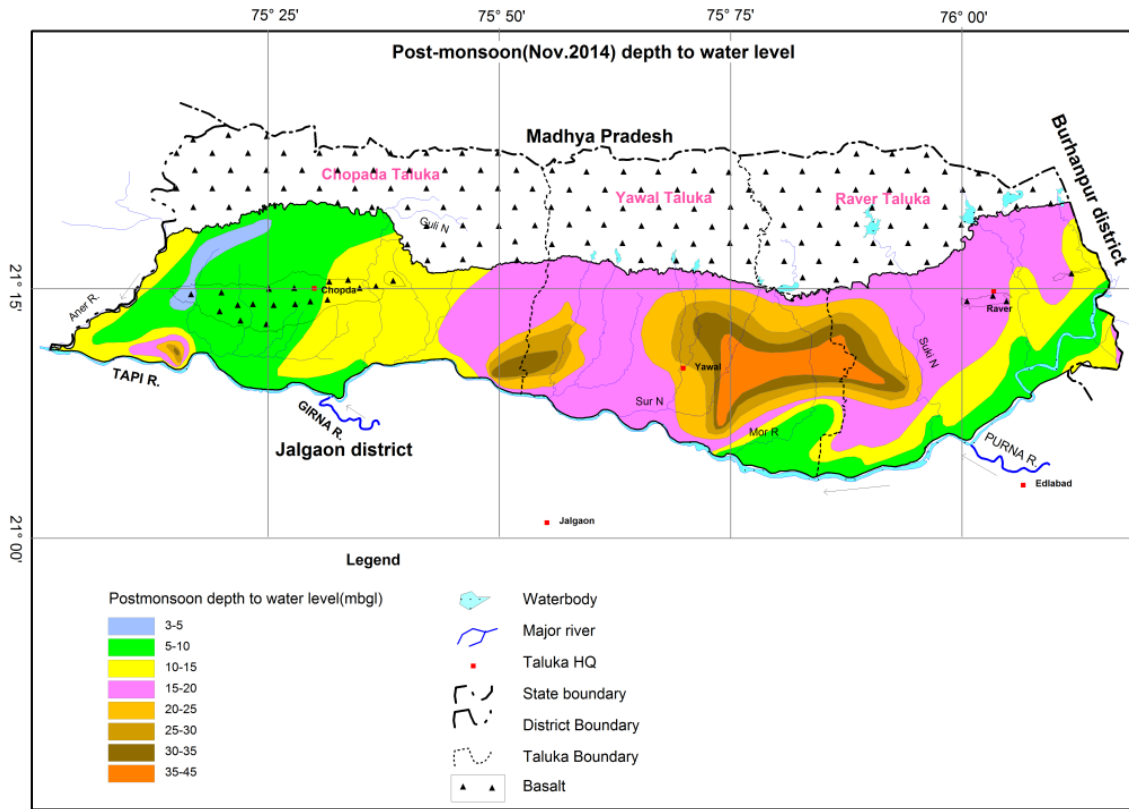 75° 25'
75° 50'
75° 75'
76° 00'
Post-monsoon(Nov.2014) depth to water level
Madhya Pradesh
Burhanpur district
Chopada Taluka
Yawal Taluka
Raver Taluka
Guli N
21° 15'
Aner R.
Chopda
Raver
Suki N
Yawal
TAPI R.
Sur N
Mor R
GIRNA R.
Jalgaon district
PURNA R.
Edlabad
Jalgaon
21° 00'
Legend
Postmonsoon depth to water level(mbgl)
3-5
5-10
10-15
15-20
20-25
25-30
30-35
35-45
Waterbody
Major river
Taluka HQ
State boundary
District Boundary
Taluka Boundary
Basalt